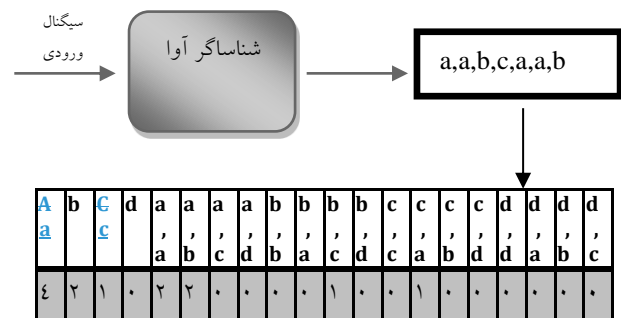 سیگنال
ورودی
شناساگر آوا
a,a,b,c,a,a,b
A b C d a a a a b b b b c c c c d d d d
a c , , , , , , , , , , , , , , , ,
a b c d b a c d c a b d d a b c
٤ ٢ ١ ٠ ٢ ٢ ٠ ٠ ٠ ٠ ١ ٠ ٠ ١ ٠ ٠ ٠ ٠ ٠ ٠